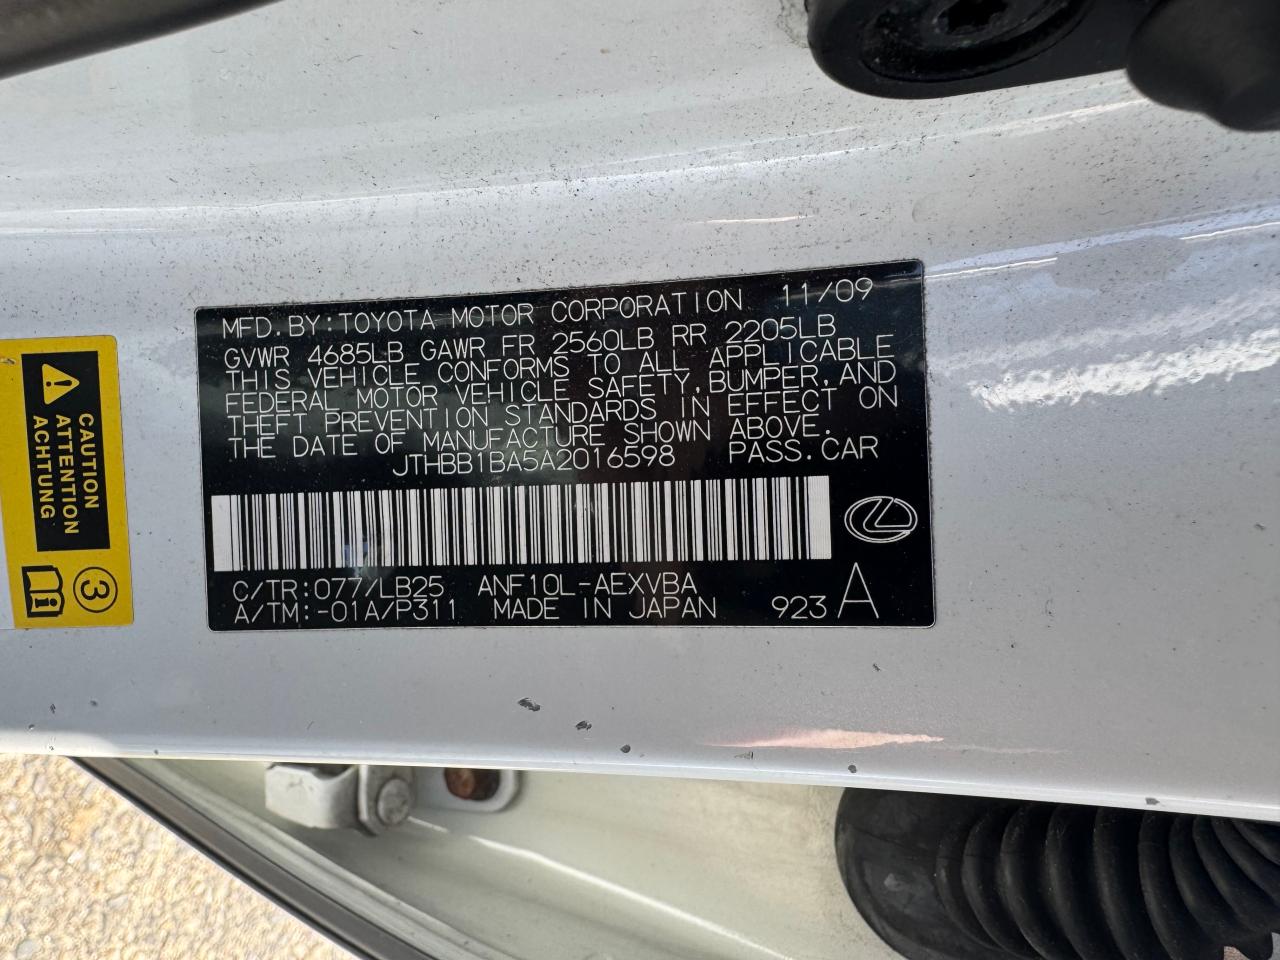 MFD.BY:TOYOTA MOTOR CORPORATION 11/09
GVWR 4685LB GAWR FR 2560LB RR 2205LB
THIS VEHICLE CONFORMS TO ALL APPLICABLE
FEDERAL MOTOR VEHICLE SAFETY,BUMPER,AND
THEFT PREVENTION STANDARDS IN EFFECT ON
THE DATE OF MANUFACTURE SHOWN ABOVE.
JTHBB1BA5A2016598 PASS.CAR
C/TR:077/LB25 ANF10L-AEXVBA
A/TM:-01A/P311 MADE IN JAPAN 923 A
CAUTION
ATTENTION
ACHTUNG
3